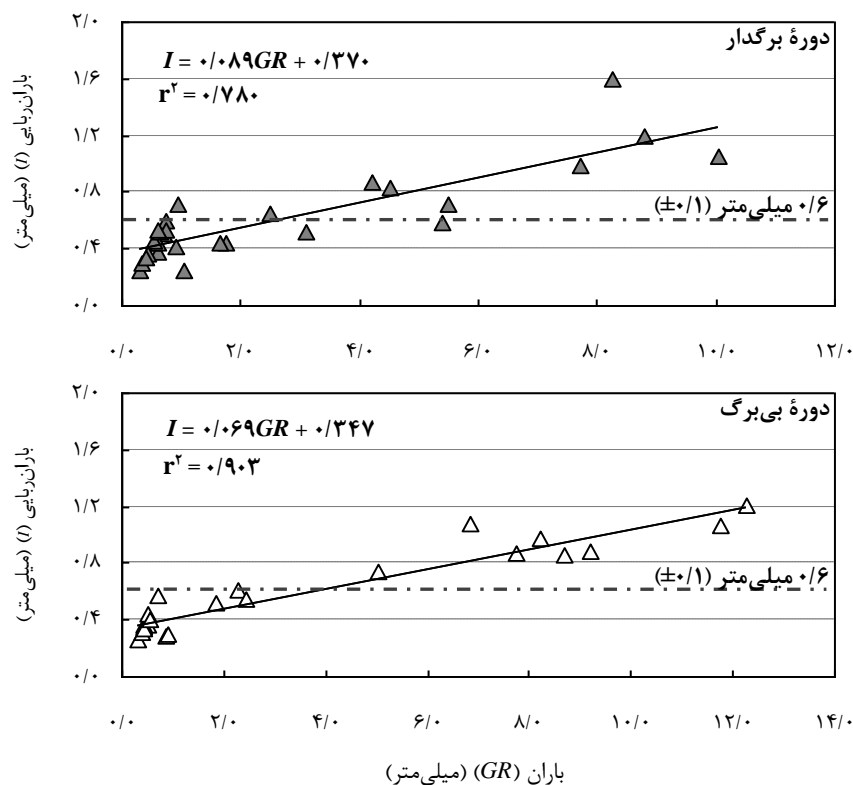 دورهٔ برگدار
I = ۰/۰۸۹GR + ۰/۳۷۰
r² = ۰/۷۸۰
باران‌ربایی (I) (میلی‌متر)
۲/۰
۱/۶
۱/۲
۰/۸
۰/۴
۰/۰
۰/۶ میلی‌متر (±۰/۱)
۰/۰ ۲/۰ ۴/۰ ۶/۰ ۸/۰ ۱۰/۰ ۱۲/۰
دورهٔ بی‌برگ
I = ۰/۰۶۹GR + ۰/۳۴۷
r² = ۰/۹۰۳
باران‌ربایی (I) (میلی‌متر)
۲/۰
۱/۶
۱/۲
۰/۸
۰/۴
۰/۰
۰/۶ میلی‌متر (±۰/۱)
۰/۰ ۲/۰ ۴/۰ ۶/۰ ۸/۰ ۱۰/۰ ۱۲/۰ ۱۴/۰
باران (GR) (میلی‌متر)